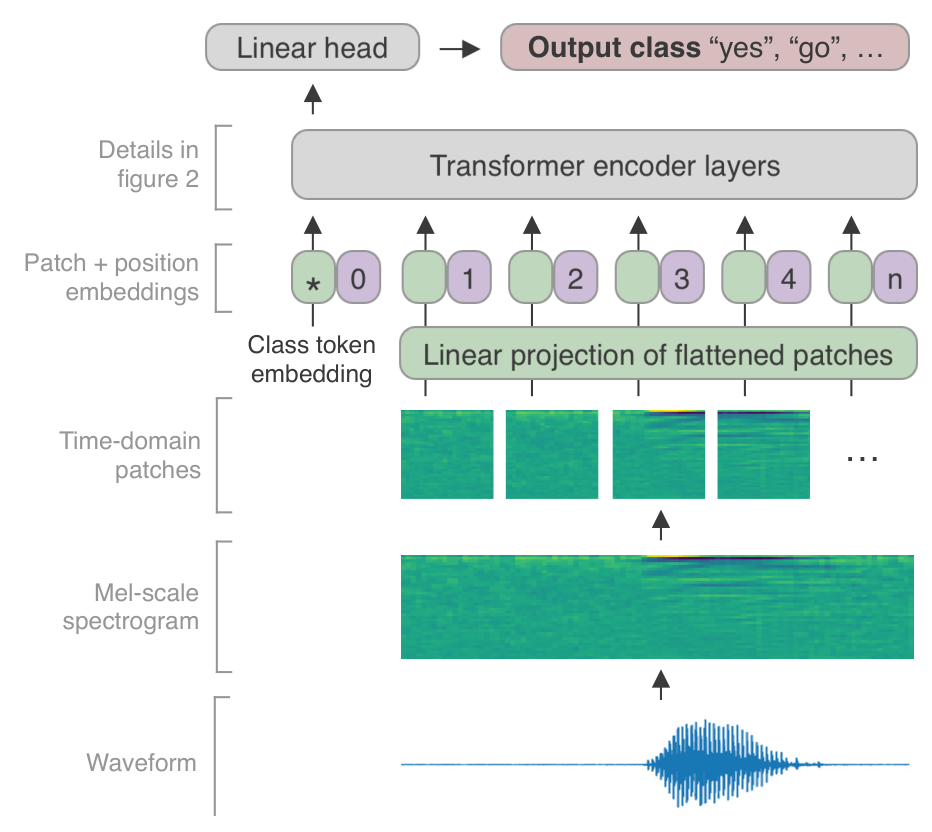 Linear head
Output class “yes”, “go”, …
Details in
figure 2
Transformer encoder layers
Patch + position
embeddings
* 0 1 2 3 4 n
Class token
embedding
Linear projection of flattened patches
Time-domain
patches
…
Mel-scale
spectrogram
Waveform